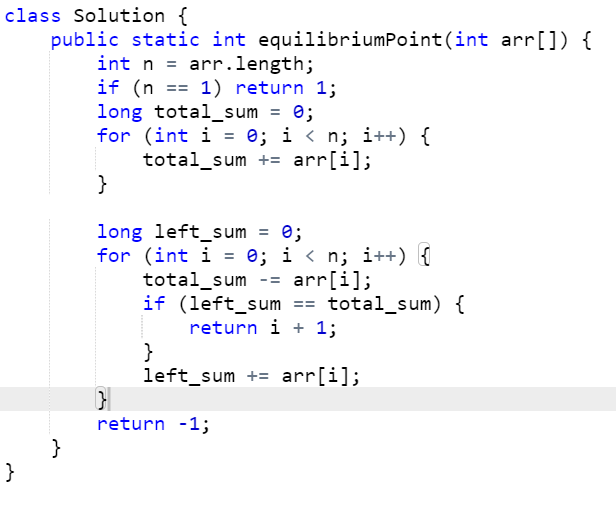 class Solution {
    public static int equilibriumPoint(int arr[]) {
        int n = arr.length;
        if (n == 1) return 1;
        long total_sum = 0;
        for (int i = 0; i < n; i++) {
            total_sum += arr[i];
        }

        long left_sum = 0;
        for (int i = 0; i < n; i++) {
            total_sum -= arr[i];
            if (left_sum == total_sum) {
                return i + 1;
            }
            left_sum += arr[i];
        }
        return -1;
    }
}